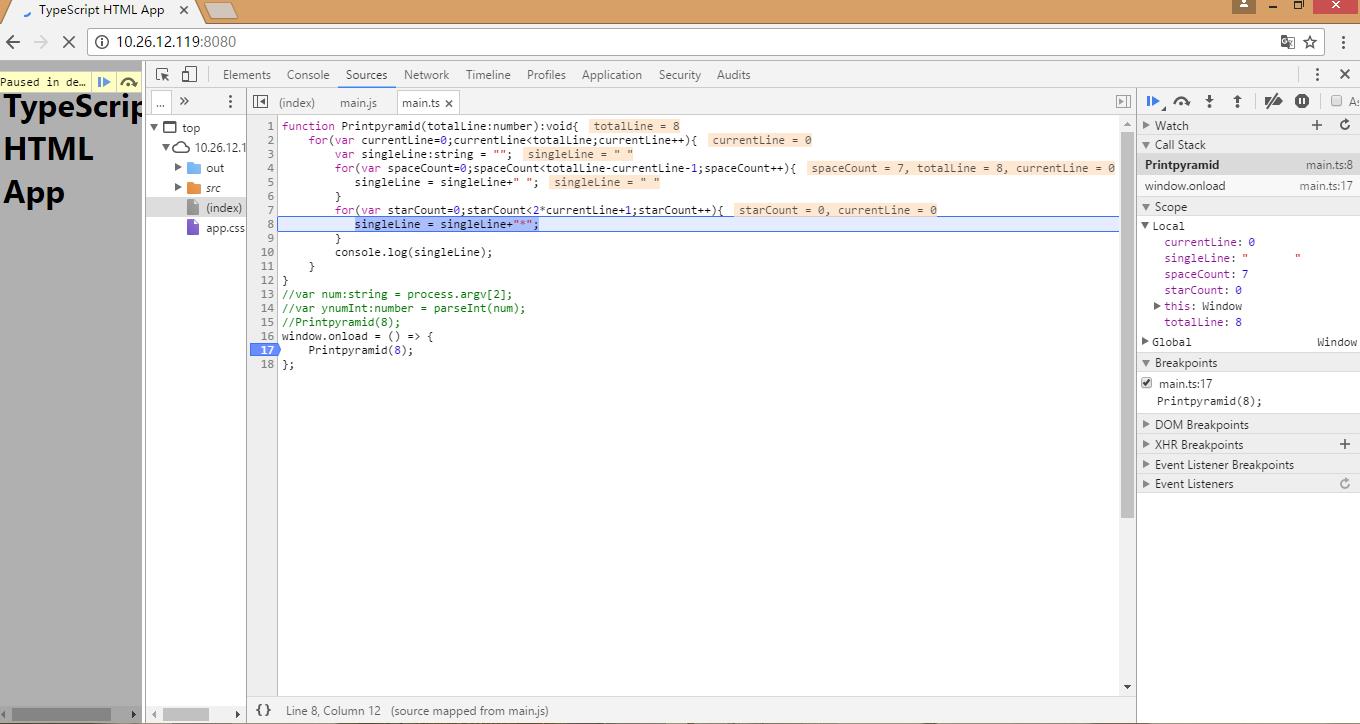 TypeScript HTML App
10.26.12.119:8080
Paused in de…
TypeScrip
HTML
App
Elements Console Sources Network Timeline Profiles Application Security Audits
... » (index) main.js main.ts ×
top
10.26.12.1
out
src
(index)
app.css
1 function Printpyramid(totalLine:number):void{ totalLine = 8
2 for(var currentLine=0;currentLine<totalLine;currentLine++){ currentLine = 0
3 var singleLine:string = ""; singleLine = " "
4 for(var spaceCount=0;spaceCount<totalLine-currentLine-1;spaceCount++){ spaceCount = 7, totalLine = 8, currentLine = 0
5 singleLine = singleLine+" "; singleLine = " "
6 }
7 for(var starCount=0;starCount<2*currentLine+1;starCount++){ starCount = 0, currentLine = 0
8 singleLine = singleLine+"*";
9 }
10 console.log(singleLine);
11 }
12 }
13 //var num:string = process.argv[2];
14 //var ynumInt:number = parseInt(num);
15 //Printpyramid(8);
16 window.onload = () => {
17 Printpyramid(8);
18 };
{} Line 8, Column 12 (source mapped from main.js)
As
Watch
Call Stack
Printpyramid main.ts:8
window.onload main.ts:17
Scope
Local
currentLine: 0
singleLine: "       "
spaceCount: 7
starCount: 0
this: Window
totalLine: 8
Global Window
Breakpoints
main.ts:17
Printpyramid(8);
DOM Breakpoints
XHR Breakpoints
Event Listener Breakpoints
Event Listeners